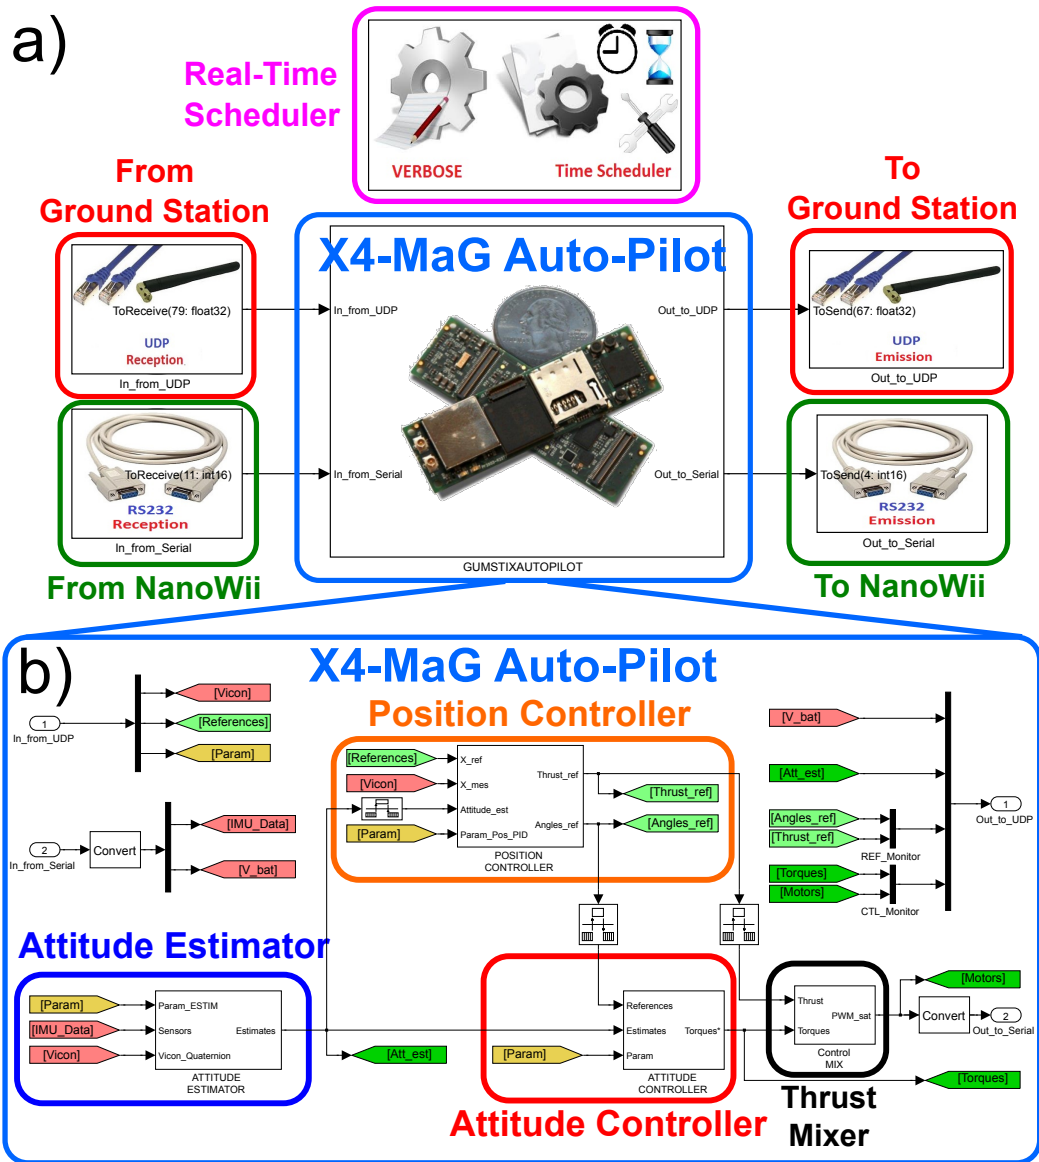 a)
Real-Time
Scheduler
VERBOSE
Time Scheduler
From
Ground Station
To
Ground Station
X4-MaG Auto-Pilot
ToReceive(79: float32)
UDP
Reception
In_from_UDP
In_from_UDP
Out_to_UDP
ToSend(67: float32)
UDP
Emission
Out_to_UDP
ToReceive(11: int16)
RS232
Reception
In_from_Serial
In_from_Serial
Out_to_Serial
ToSend(4: int16)
RS232
Emission
Out_to_Serial
GUMSTIXAUTOPILOT
From NanoWii
To NanoWii
b)
X4-MaG Auto-Pilot
Position Controller
1
In_from_UDP
[Vicon]
[References]
[Param]
2
In_from_Serial
Convert
[IMU_Data]
[V_bat]
[References]
[Vicon]
[Param]
X_ref
X_mes
Attitude_est
Param_Pos_PID
Thrust_ref
Angles_ref
POSITION
CONTROLLER
[Thrust_ref]
[Angles_ref]
[V_bat]
[Att_est]
[Angles_ref]
[Thrust_ref]
REF_Monitor
[Torques]
[Motors]
CTL_Monitor
1
Out_to_UDP
Attitude Estimator
[Param]
[IMU_Data]
[Vicon]
Param_ESTIM
Sensors
Vicon_Quaternion
Estimates
ATTITUDE
ESTIMATOR
[Att_est]
[Param]
References
Estimates
Param
Torques*
ATTITUDE
CONTROLLER
Attitude Controller
Thrust
Torques
PWM_sat
Control
MIX
Thrust
Mixer
[Motors]
Convert
2
Out_to_Serial
[Torques]